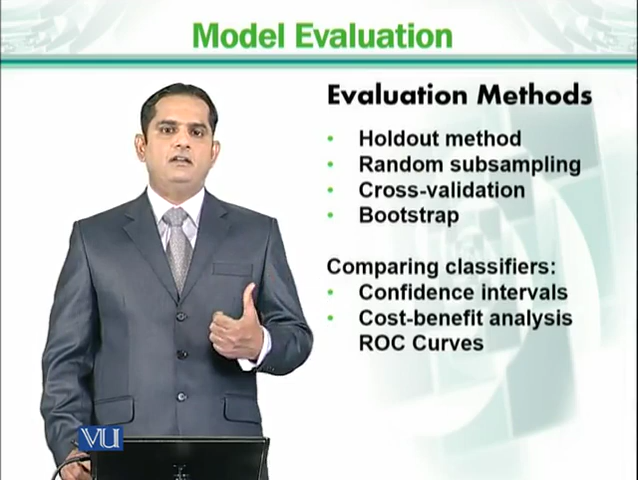 Model Evaluation
Evaluation Methods
• Holdout method
• Random subsampling
• Cross-validation
• Bootstrap
Comparing classifiers:
• Confidence intervals
• Cost-benefit analysis
ROC Curves
VU